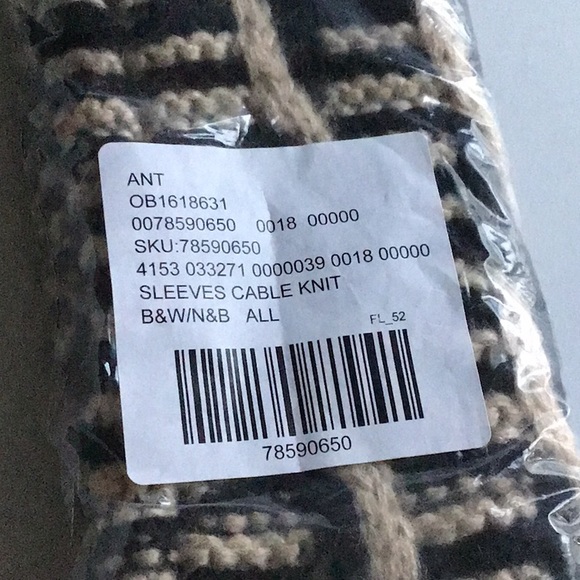 ANT
OB1618631
0078590650 0018 00000
SKU:78590650
4153 033271 0000039 0018 00000
SLEEVES CABLE KNIT
B&W/N&B ALL
FL_52
78590650